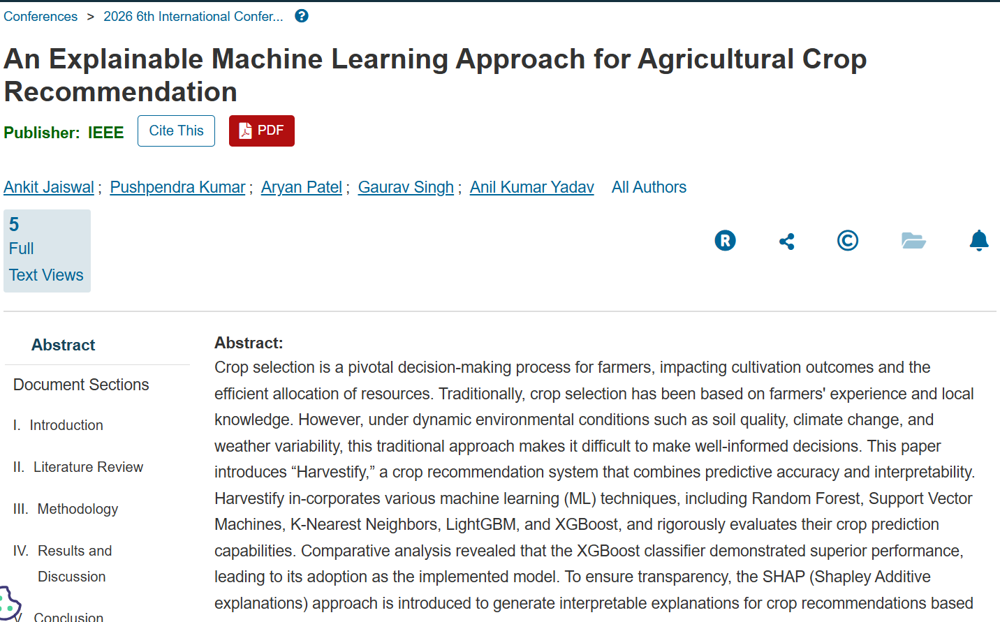 Conferences > 2026 6th International Confer... ?
An Explainable Machine Learning Approach for Agricultural Crop
Recommendation
Publisher: IEEE Cite This PDF
Ankit Jaiswal ; Pushpendra Kumar ; Aryan Patel ; Gaurav Singh ; Anil Kumar Yadav All Authors
5
Full
Text Views
R ©
Abstract
Document Sections
I. Introduction
II. Literature Review
III. Methodology
IV. Results and
Discussion
V. Conclusion
Abstract:
Crop selection is a pivotal decision-making process for farmers, impacting cultivation outcomes and the
efficient allocation of resources. Traditionally, crop selection has been based on farmers' experience and local
knowledge. However, under dynamic environmental conditions such as soil quality, climate change, and
weather variability, this traditional approach makes it difficult to make well-informed decisions. This paper
introduces “Harvestify,” a crop recommendation system that combines predictive accuracy and interpretability.
Harvestify in-corporates various machine learning (ML) techniques, including Random Forest, Support Vector
Machines, K-Nearest Neighbors, LightGBM, and XGBoost, and rigorously evaluates their crop prediction
capabilities. Comparative analysis revealed that the XGBoost classifier demonstrated superior performance,
leading to its adoption as the implemented model. To ensure transparency, the SHAP (Shapley Additive
explanations) approach is introduced to generate interpretable explanations for crop recommendations based